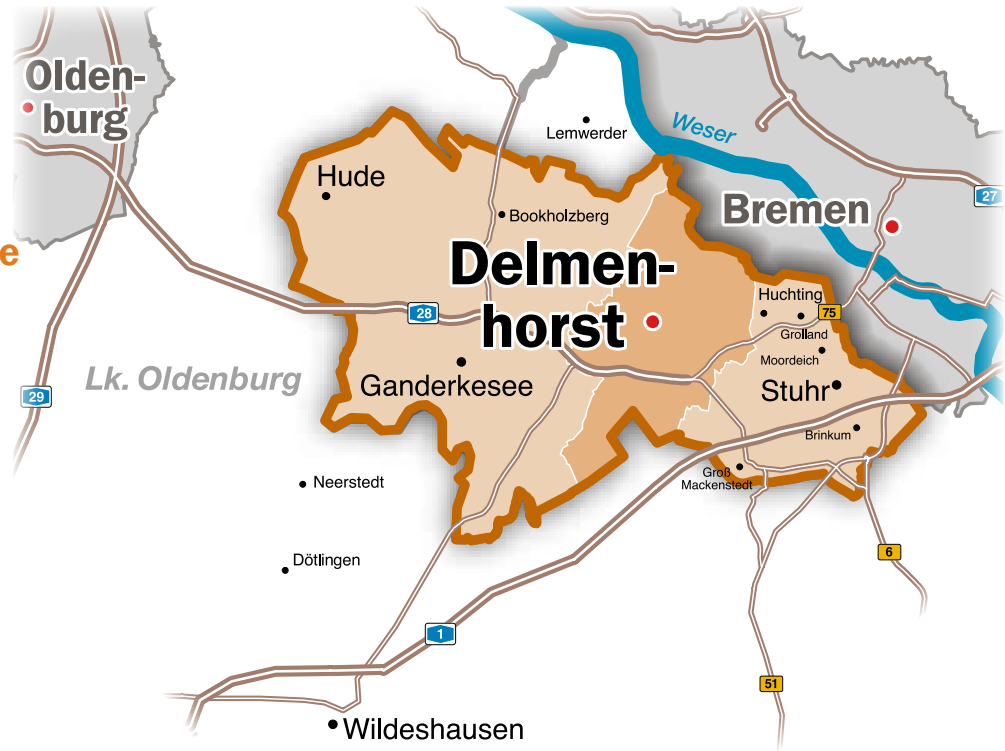 Olden-
burg
Lemwerder
Weser
Hude
Bremen
27
Bookholzberg
e
Delmen-
horst
Huchting
75
28
Grolland
Moordeich
Ganderkesee
Lk. Oldenburg
Stuhr
29
Brinkum
Groß
Mackenstedt
Neerstedt
6
Dötlingen
1
51
Wildeshausen